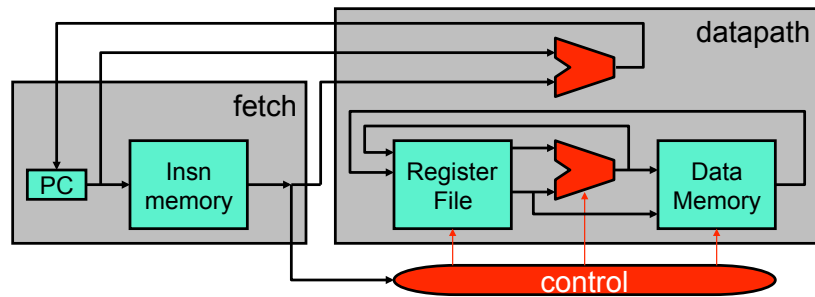 datapath
fetch
PC
Insn
memory
Register
File
Data
Memory
control